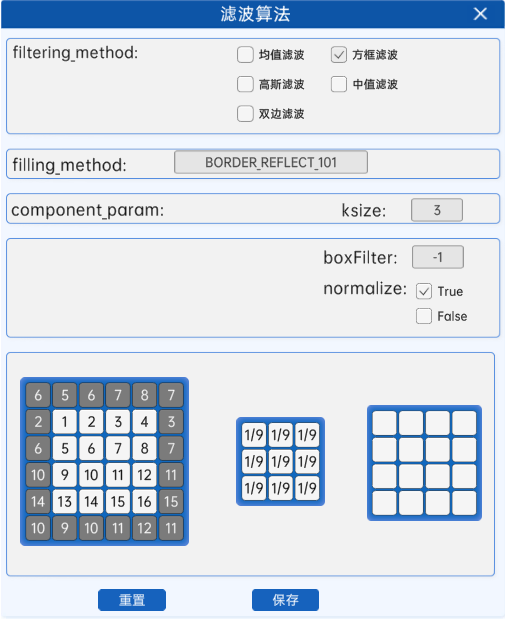 滤波算法
filtering_method:
均值滤波 方框滤波
高斯滤波 中值滤波
双边滤波
filling_method: BORDER_REFLECT_101
component_param: ksize: 3
boxFilter: -1
normalize: True
False
6 5 6 7 8 7
2 1 2 3 4 3
6 5 6 7 8 7
10 9 10 11 12 11
14 13 14 15 16 15
10 9 10 11 12 11
1/9 1/9 1/9
1/9 1/9 1/9
1/9 1/9 1/9
重置 保存